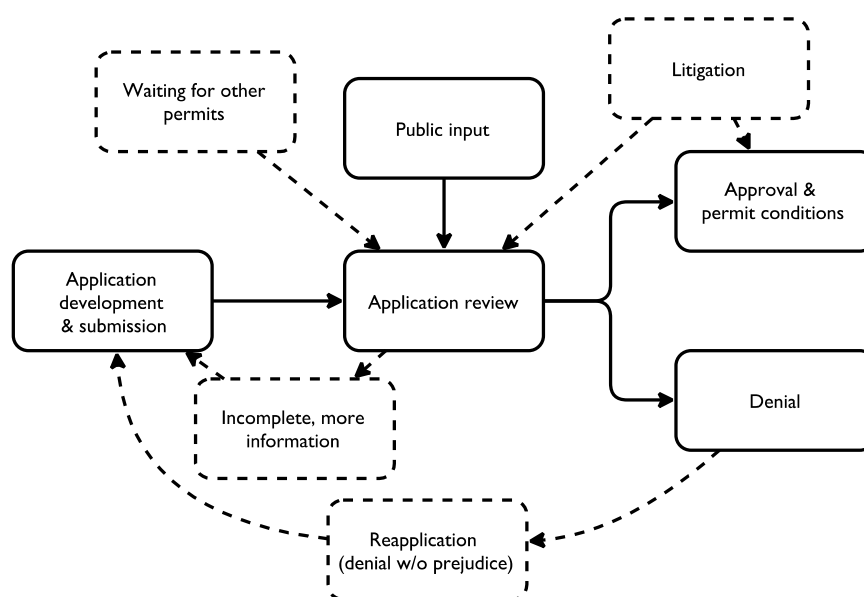 Litigation
Waiting for other
permits
Public input
Approval &
permit conditions
Application
development
& submission
Application review
Denial
Incomplete, more
information
Reapplication
(denial w/o prejudice)